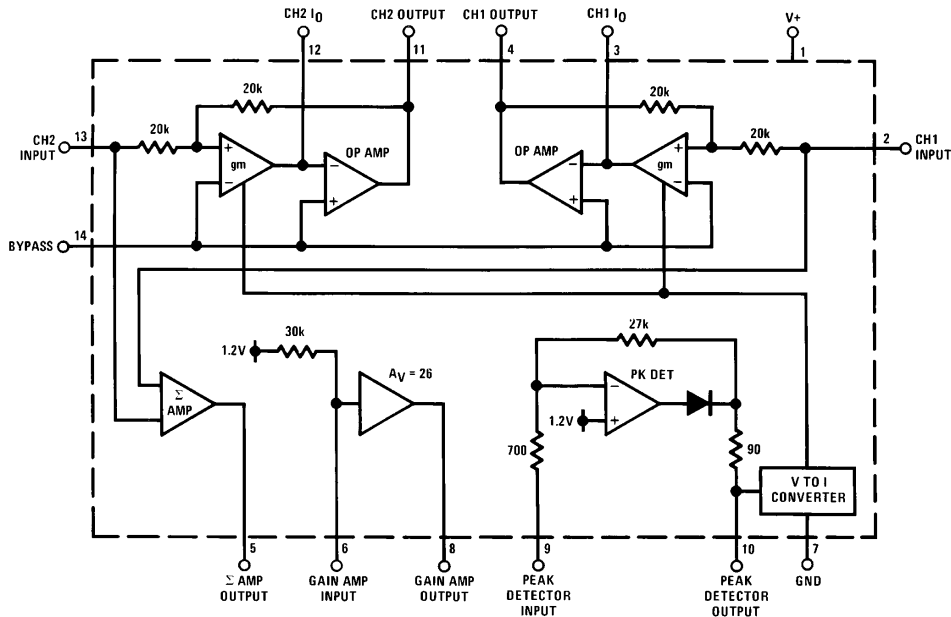 CH2 IO
CH2 OUTPUT
CH1 OUTPUT
CH1 IO
V+
12
11
4
3
1
20k
20k
CH2
INPUT
13
20k
+
gm
−
OP AMP
−
+
OP AMP
−
+
+
gm
−
20k
2
CH1
INPUT
BYPASS
14
1.2V
30k
AV = 26
Σ
AMP
27k
PK DET
−
+
1.2V
700
90
V TO I
CONVERTER
5
6
8
9
10
7
Σ AMP
OUTPUT
GAIN AMP
INPUT
GAIN AMP
OUTPUT
PEAK
DETECTOR
INPUT
PEAK
DETECTOR
OUTPUT
GND